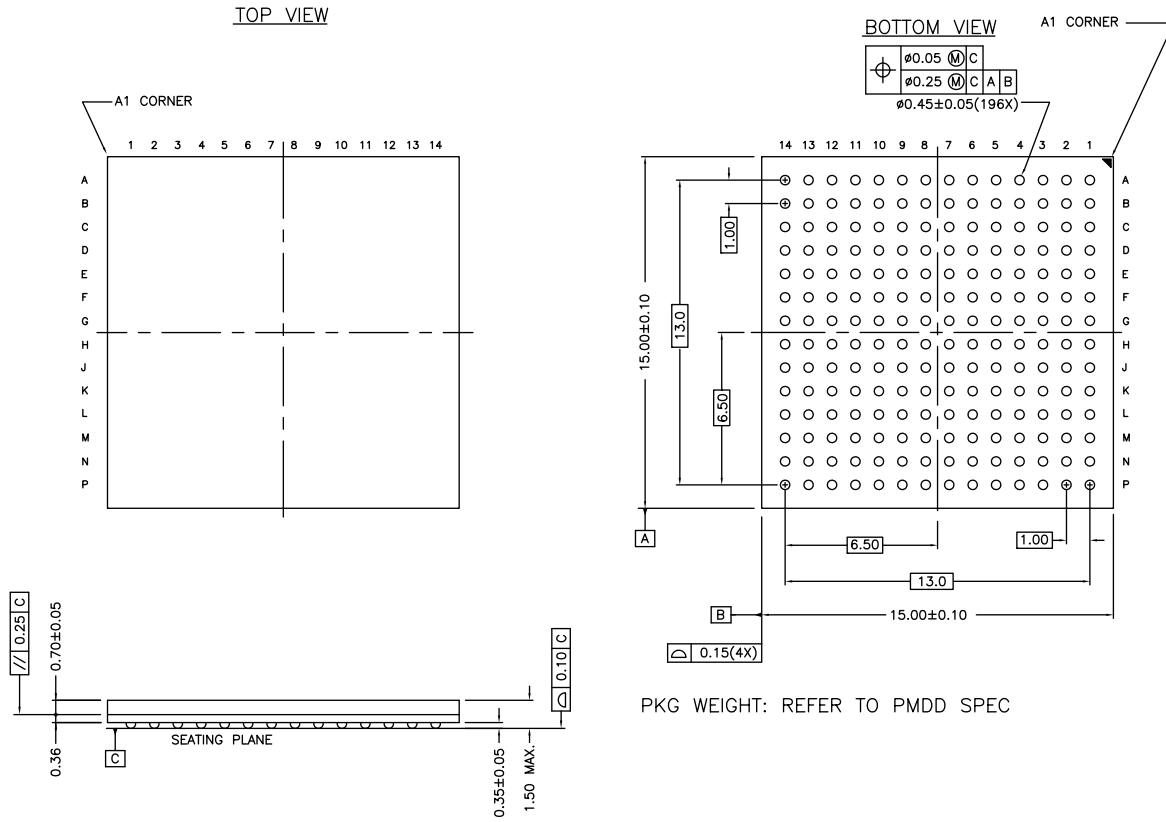 TOP VIEW
A1 CORNER
1 2 3 4 5 6 7 8 9 10 11 12 13 14
A
B
C
D
E
F
G
H
J
K
L
M
N
P
BOTTOM VIEW
A1 CORNER
ø0.05 Ⓜ C
ø0.25 Ⓜ C A B
ø0.45±0.05(196X)
14 13 12 11 10 9 8 7 6 5 4 3 2 1
A
B
C
D
E
F
G
H
J
K
L
M
N
P
1.00
13.0
15.00±0.10
6.50
A
6.50
1.00
13.0
B
15.00±0.10
0.15(4X)
// 0.25 C
0.70±0.05
0.36
C
SEATING PLANE
0.35±0.05
1.50 MAX.
0.10 C
PKG WEIGHT: REFER TO PMDD SPEC